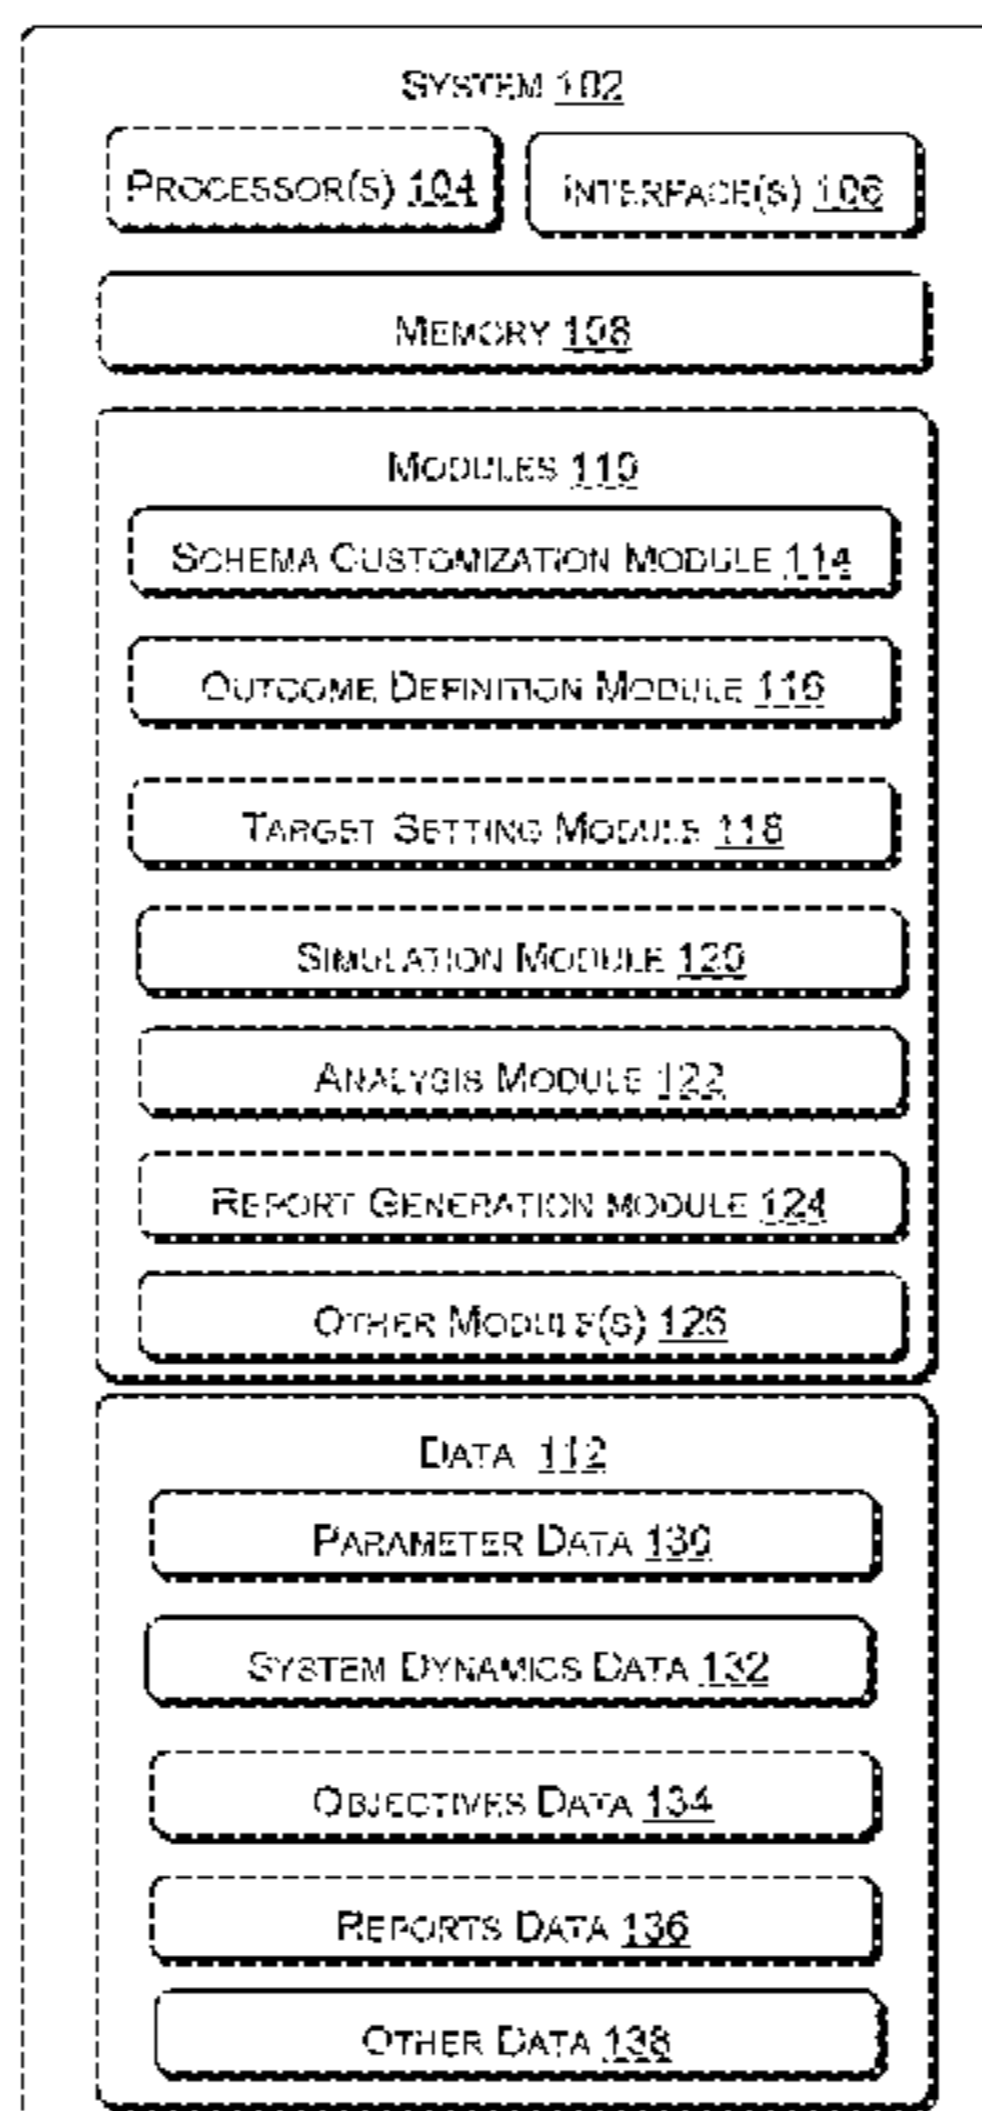 SYSTEM 102
PROCESSOR(S) 104
INTERFACE(S) 106
MEMORY 108
MODULES 110
SCHEMA CUSTOMIZATION MODULE 114
OUTCOME DEFINITION MODULE 116
TARGET SETTING MODULE 118
SIMULATION MODULE 120
ANALYSIS MODULE 122
REPORT GENERATION MODULE 124
OTHER MODULE(S) 126
DATA 112
PARAMETER DATA 130
SYSTEM DYNAMICS DATA 132
OBJECTIVES DATA 134
REPORTS DATA 136
OTHER DATA 138